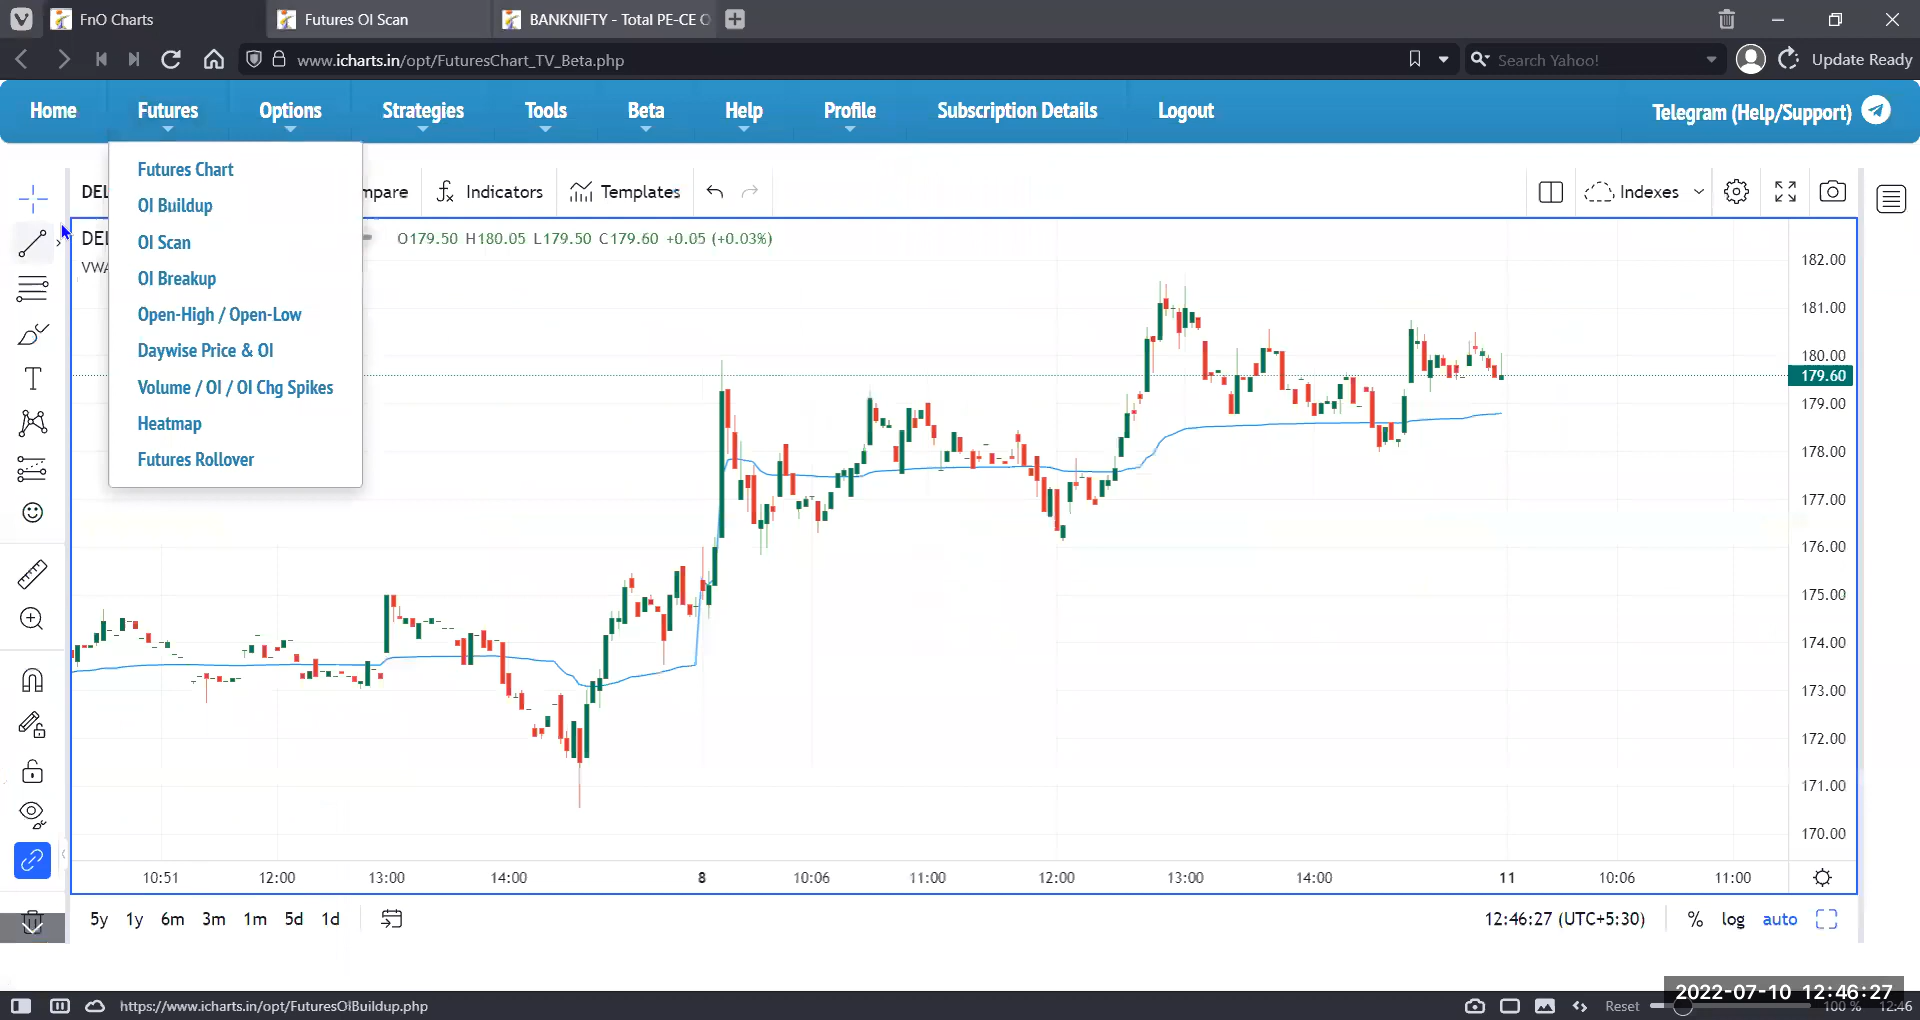 FnO Charts
Futures OI Scan
BANKNIFTY - Total PE-CE O
www.icharts.in/opt/FuturesChart_TV_Beta.php
Search Yahoo!
Update Ready
Home
Futures
Options
Strategies
Tools
Beta
Help
Profile
Subscription Details
Logout
Telegram (Help/Support)
Futures Chart
OI Buildup
OI Scan
OI Breakup
Open-High / Open-Low
Daywise Price & OI
Volume / OI / OI Chg Spikes
Heatmap
Futures Rollover
DEL
mpare
Indicators
Templates
Indexes
DEL
O179.50 H180.05 L179.50 C179.60 +0.05 (+0.03%)
VWA
182.00
181.00
180.00
179.60
179.00
178.00
177.00
176.00
175.00
174.00
173.00
172.00
171.00
170.00
10:51
12:00
13:00
14:00
8
10:06
11:00
12:00
13:00
14:00
11
10:06
11:00
5y 1y 6m 3m 1m 5d 1d
12:46:27 (UTC+5:30)
%
log
auto
https://www.icharts.in/opt/FuturesOIBuildup.php
Reset
2022-07-10 12:46:27
100 %
12:46